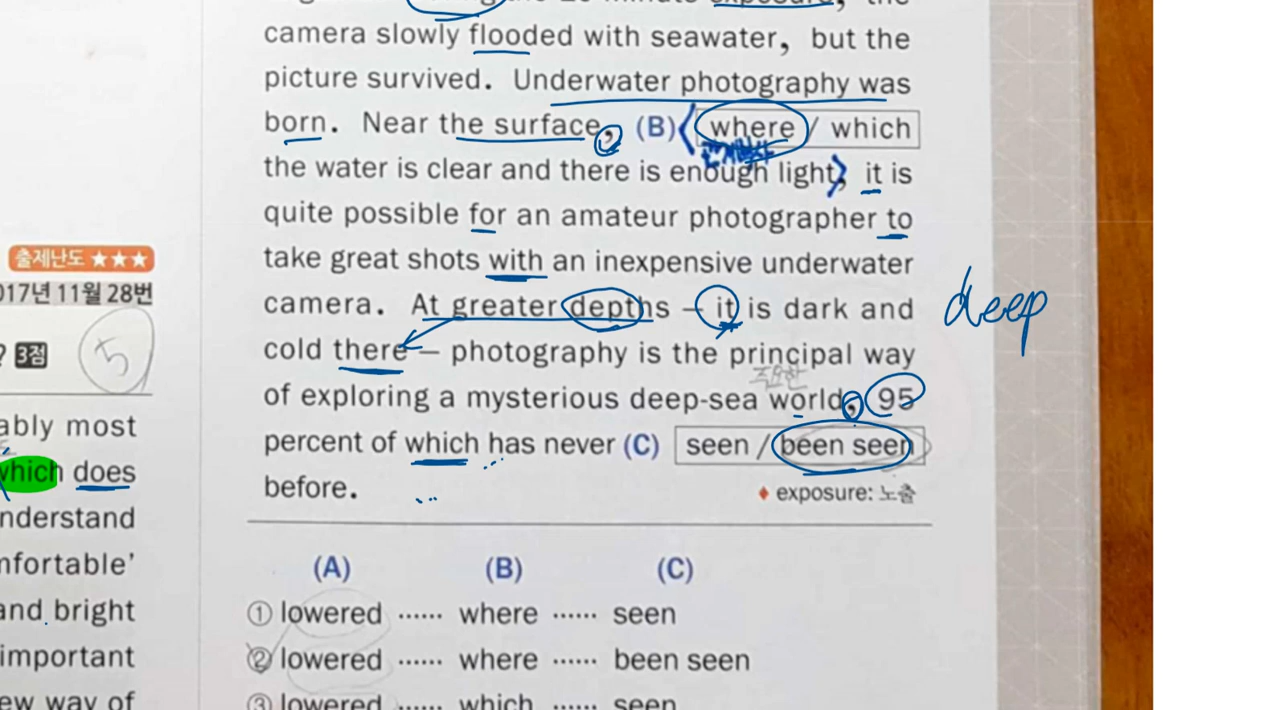 camera slowly flooded with seawater, but the
picture survived. Underwater photography was
born. Near the surface, (B) where / which
the water is clear and there is enough light, it is
quite possible for an amateur photographer to
take great shots with an inexpensive underwater
camera. At greater depths – it is dark and
deep
cold there – photography is the principal way
주요한
of exploring a mysterious deep-sea world, 95
percent of which has never (C) seen / been seen
before.
♦ exposure: 노출
(A) (B) (C)
① lowered ⋯⋯ where ⋯⋯ seen
② lowered ⋯⋯ where ⋯⋯ been seen
③ lowered ⋯⋯ which ⋯⋯ seen
출제난도 ★★★
017년 11월 28번
? 3점
5
ably most
which does
nderstand
mfortable'
and bright
important
ew way of